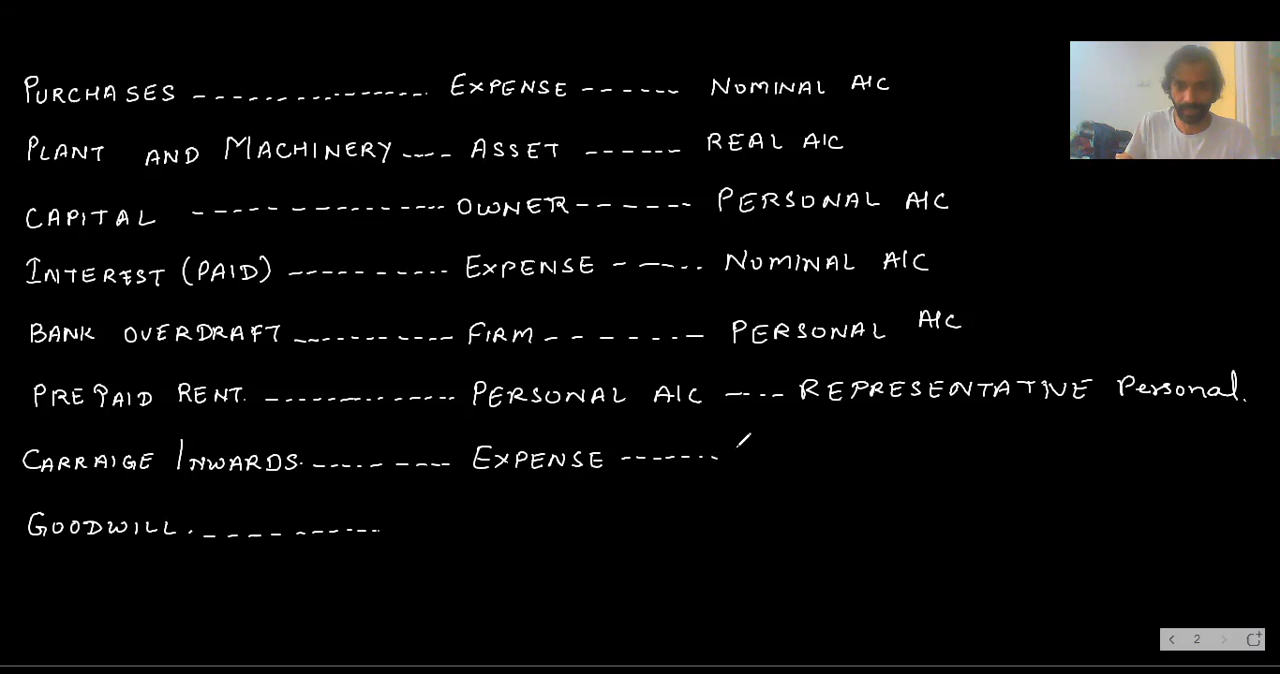 PURCHASES ---------------- EXPENSE ------ NOMINAL A/C
PLANT AND MACHINERY ---- ASSET ------ REAL A/C
CAPITAL ---------------- OWNER ------- PERSONAL A/C
INTEREST (PAID) ----------- EXPENSE ----- NOMINAL A/C
BANK OVERDRAFT ----------- FIRM ------- PERSONAL A/C
PREPAID RENT. ------------- PERSONAL A/C ---- REPRESENTATIVE Personal.
CARRAIGE INWARDS. --------- EXPENSE -------
GOODWILL. ---------
2